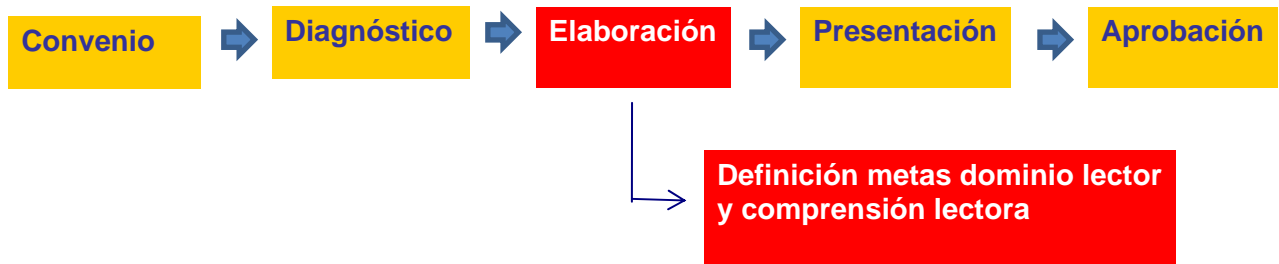 Convenio
Diagnóstico
Elaboración
Presentación
Aprobación
Definición metas dominio lector
y comprensión lectora